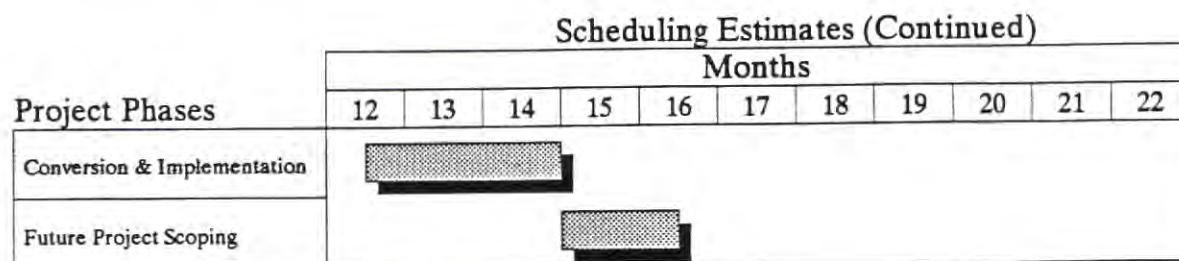 Scheduling Estimates (Continued)
Months
Project Phases 12 13 14 15 16 17 18 19 20 21 22
Conversion & Implementation
Future Project Scoping